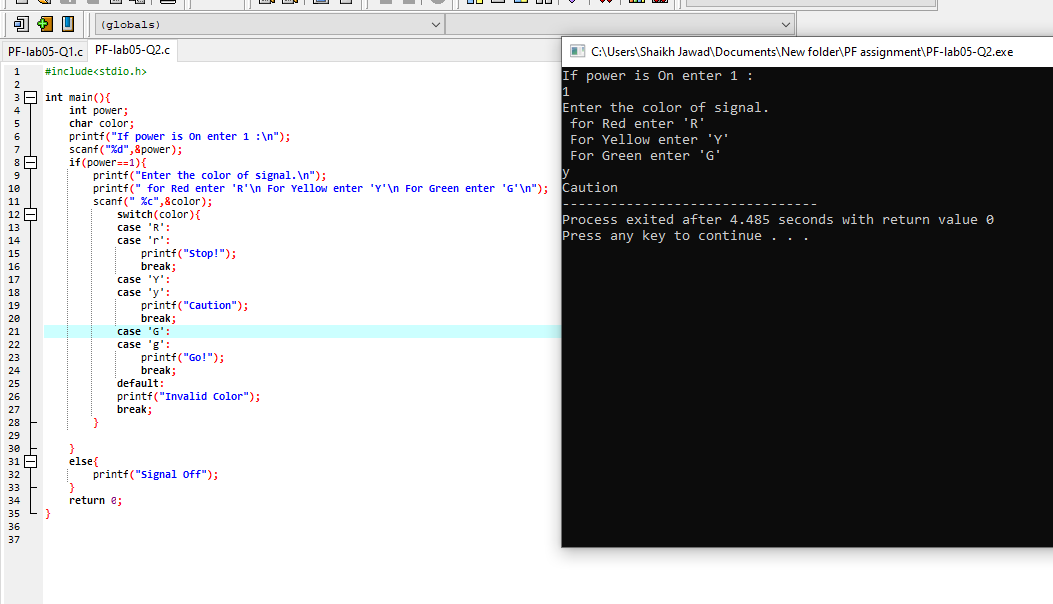 (globals)
PF-lab05-Q1.c PF-lab05-Q2.c
1 #include<stdio.h>
2
3 int main(){
4 int power;
5 char color;
6 printf("If power is On enter 1 :\n");
7 scanf("%d",&power);
8 if(power==1){
9 printf("Enter the color of signal.\n");
10 printf(" for Red enter 'R'\n For Yellow enter 'Y'\n For Green enter 'G'\n");
11 scanf(" %c",&color);
12 switch(color){
13 case 'R':
14 case 'r':
15 printf("Stop!");
16 break;
17 case 'Y':
18 case 'y':
19 printf("Caution");
20 break;
21 case 'G':
22 case 'g':
23 printf("Go!");
24 break;
25 default:
26 printf("Invalid Color");
27 break;
28 }
29
30 }
31 else{
32 printf("Signal Off");
33 }
34 return 0;
35 }
36
37
C:\Users\Shaikh Jawad\Documents\New folder\PF assignment\PF-lab05-Q2.exe
If power is On enter 1 :
1
Enter the color of signal.
for Red enter 'R'
For Yellow enter 'Y'
For Green enter 'G'
y
Caution
--------------------------------
Process exited after 4.485 seconds with return value 0
Press any key to continue . . .